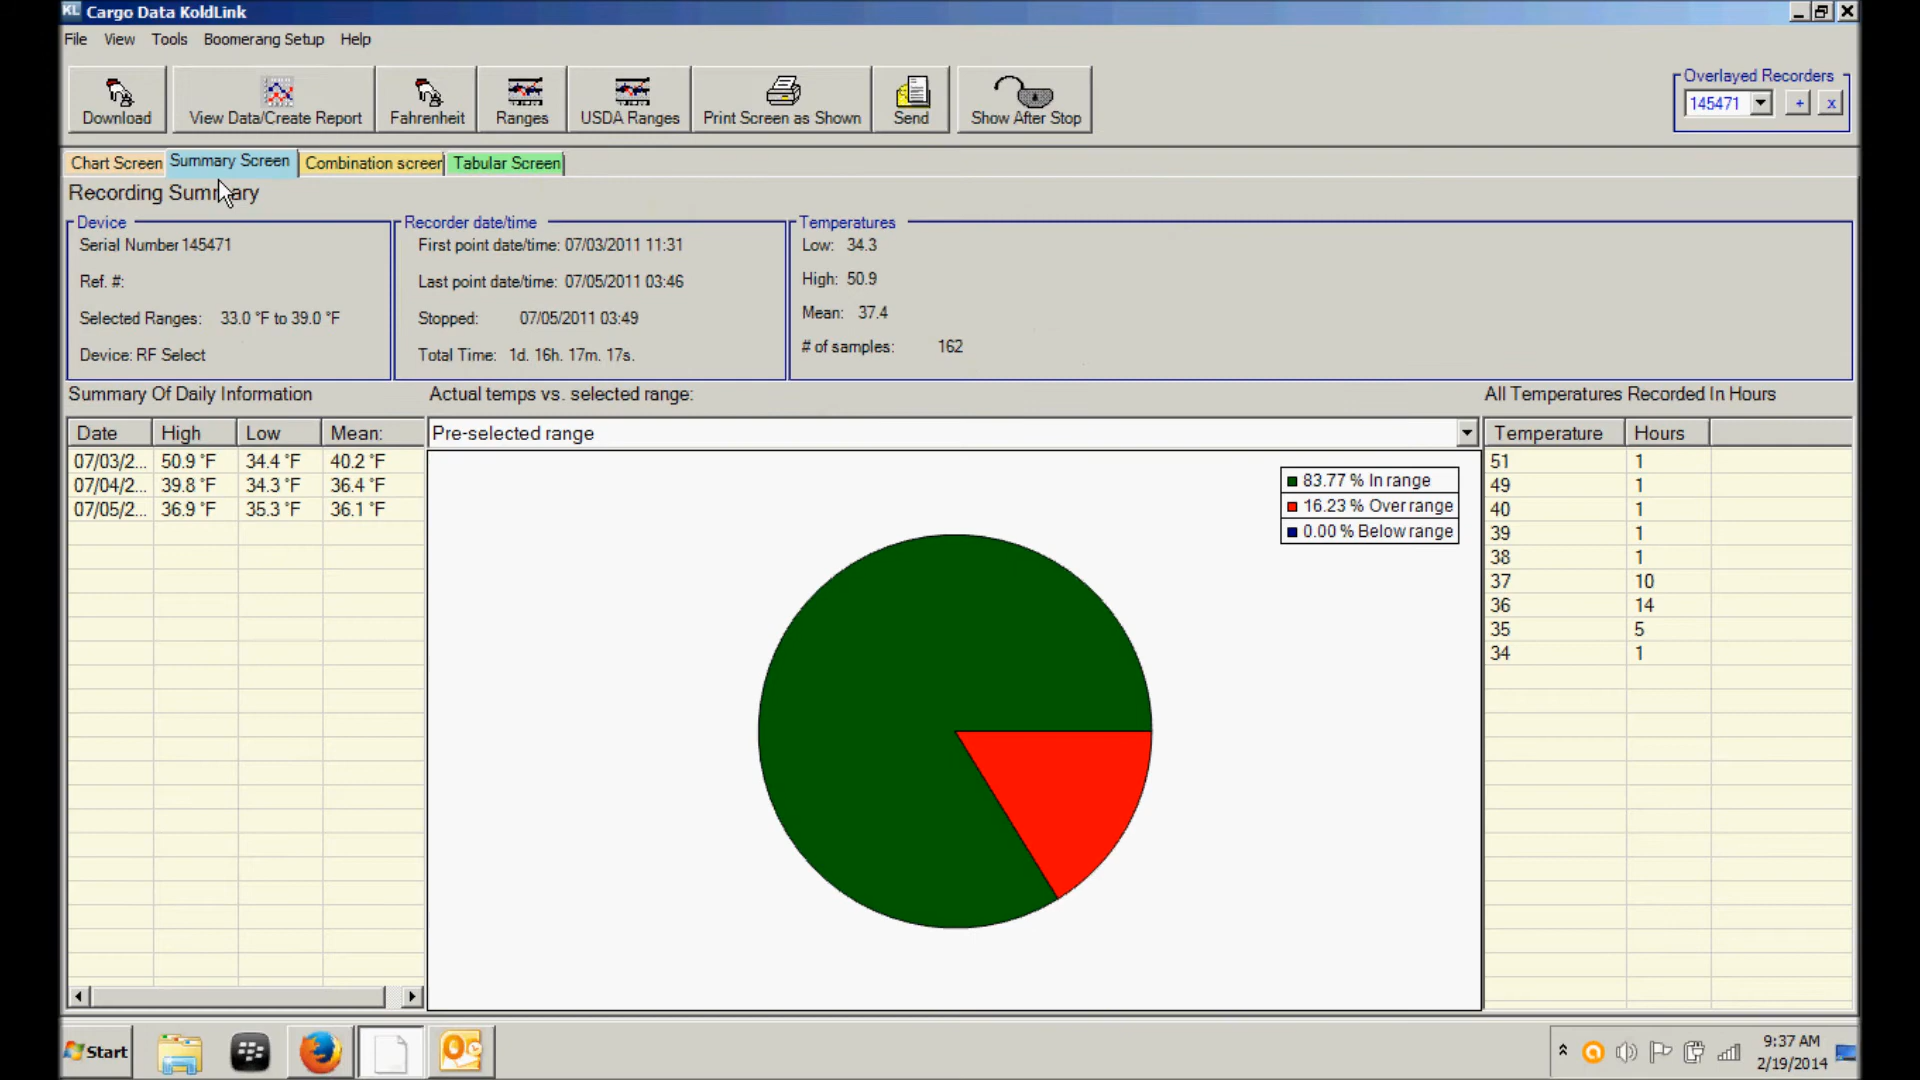 KL Cargo Data KoldLink
File View Tools Boomerang Setup Help
Download View Data/Create Report Fahrenheit Ranges USDA Ranges Print Screen as Shown Send Show After Stop
Overlayed Recorders
145471 + x
Chart Screen Summary Screen Combination screen Tabular Screen
Recording Summary
Device
Serial Number 145471
Ref. #:
Selected Ranges: 33.0 °F to 39.0 °F
Device: RF Select
Recorder date/time
First point date/time: 07/03/2011 11:31
Last point date/time: 07/05/2011 03:46
Stopped: 07/05/2011 03:49
Total Time: 1d. 16h. 17m. 17s.
Temperatures
Low: 34.3
High: 50.9
Mean: 37.4
# of samples: 162
Summary Of Daily Information
Date High Low Mean:
07/03/2... 50.9 °F 34.4 °F 40.2 °F
07/04/2... 39.8 °F 34.3 °F 36.4 °F
07/05/2... 36.9 °F 35.3 °F 36.1 °F
Actual temps vs. selected range:
Pre-selected range
83.77 % In range
16.23 % Over range
0.00 % Below range
All Temperatures Recorded In Hours
Temperature Hours
51 1
49 1
40 1
39 1
38 1
37 10
36 14
35 5
34 1
Start
9:37 AM
2/19/2014